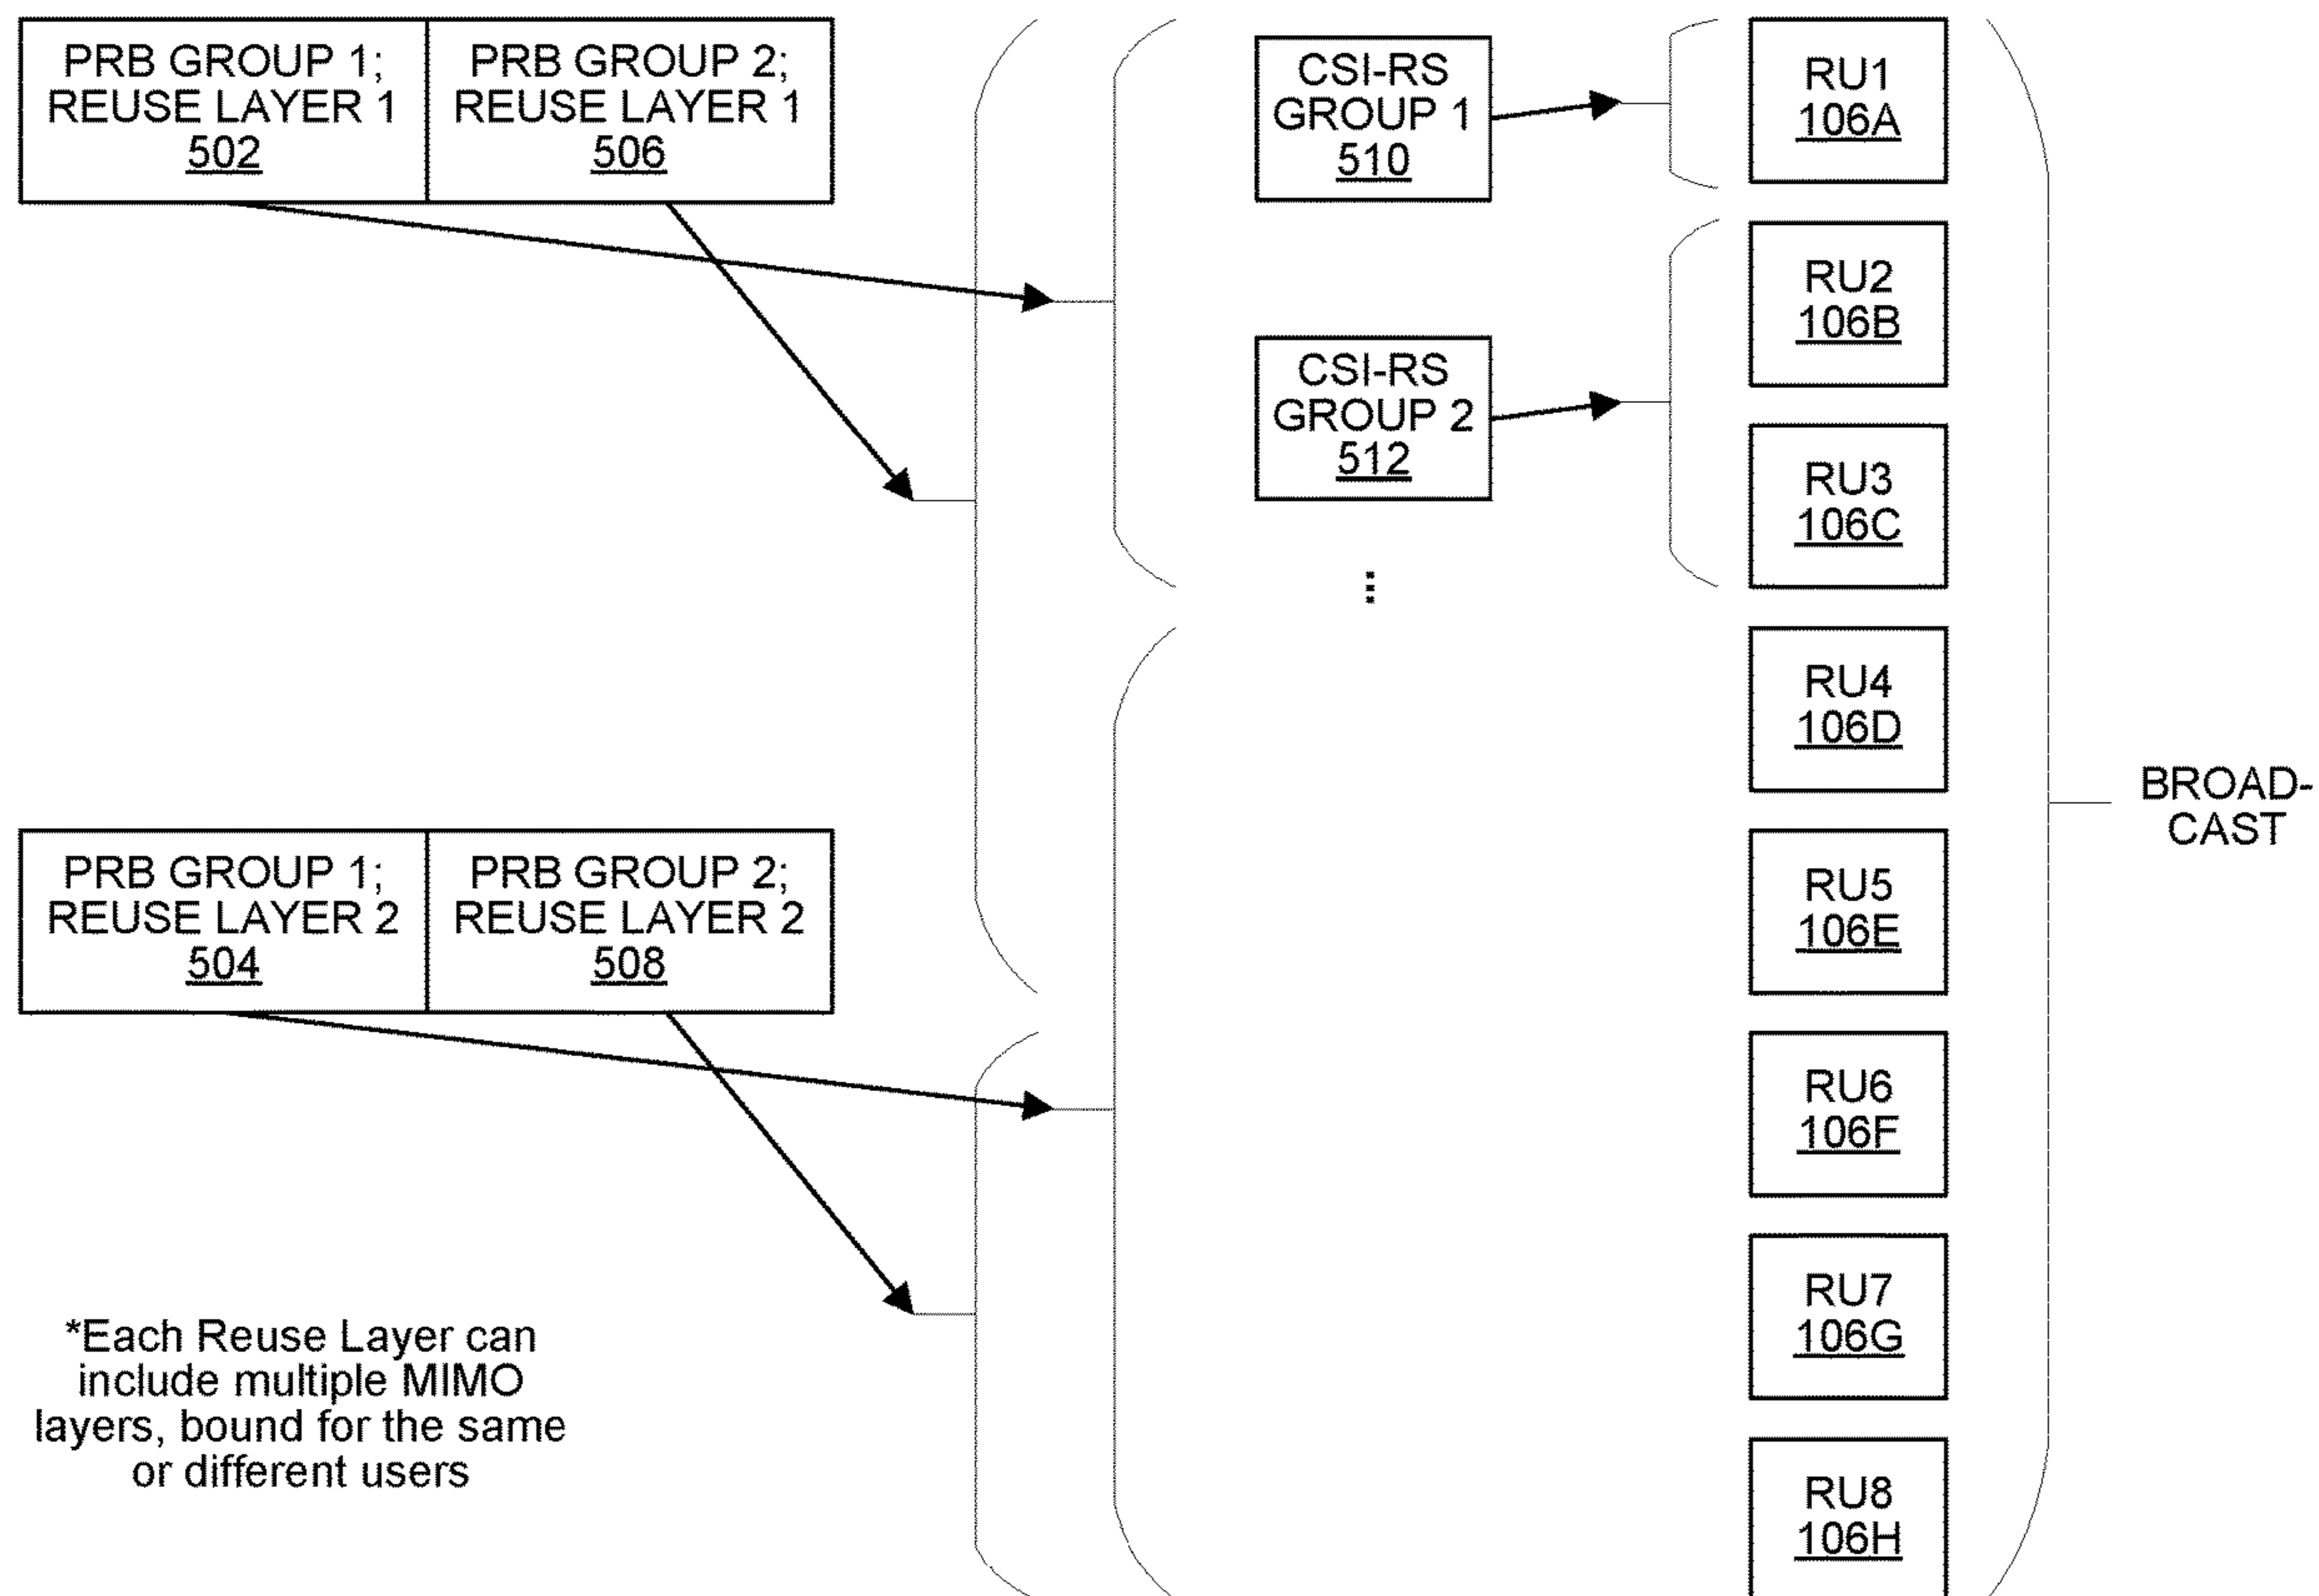 PRB GROUP 1;
REUSE LAYER 1
502
PRB GROUP 2;
REUSE LAYER 1
506
CSI-RS
GROUP 1
510
RU1
106A
RU2
106B
CSI-RS
GROUP 2
512
RU3
106C
...
RU4
106D
BROAD-
CAST
PRB GROUP 1;
REUSE LAYER 2
504
PRB GROUP 2;
REUSE LAYER 2
508
RU5
106E
RU6
106F
RU7
106G
*Each Reuse Layer can
include multiple MIMO
layers, bound for the same
or different users
RU8
106H